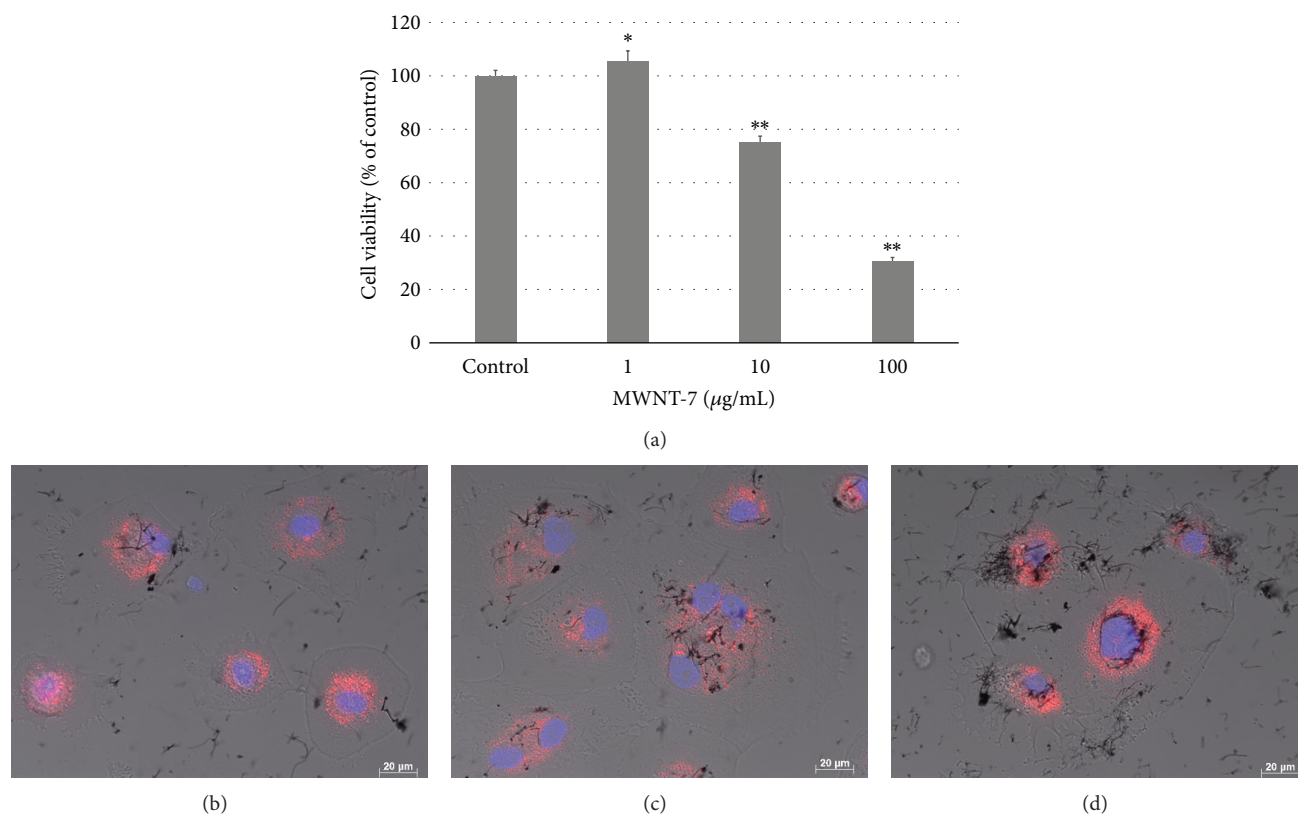 120
100
80
60
40
20
0
Cell viability (% of control)
*
**
**
Control 1 10 100
MWNT-7 (μg/mL)
(a)
20 μm
20 μm
20 μm
(b) (c) (d)